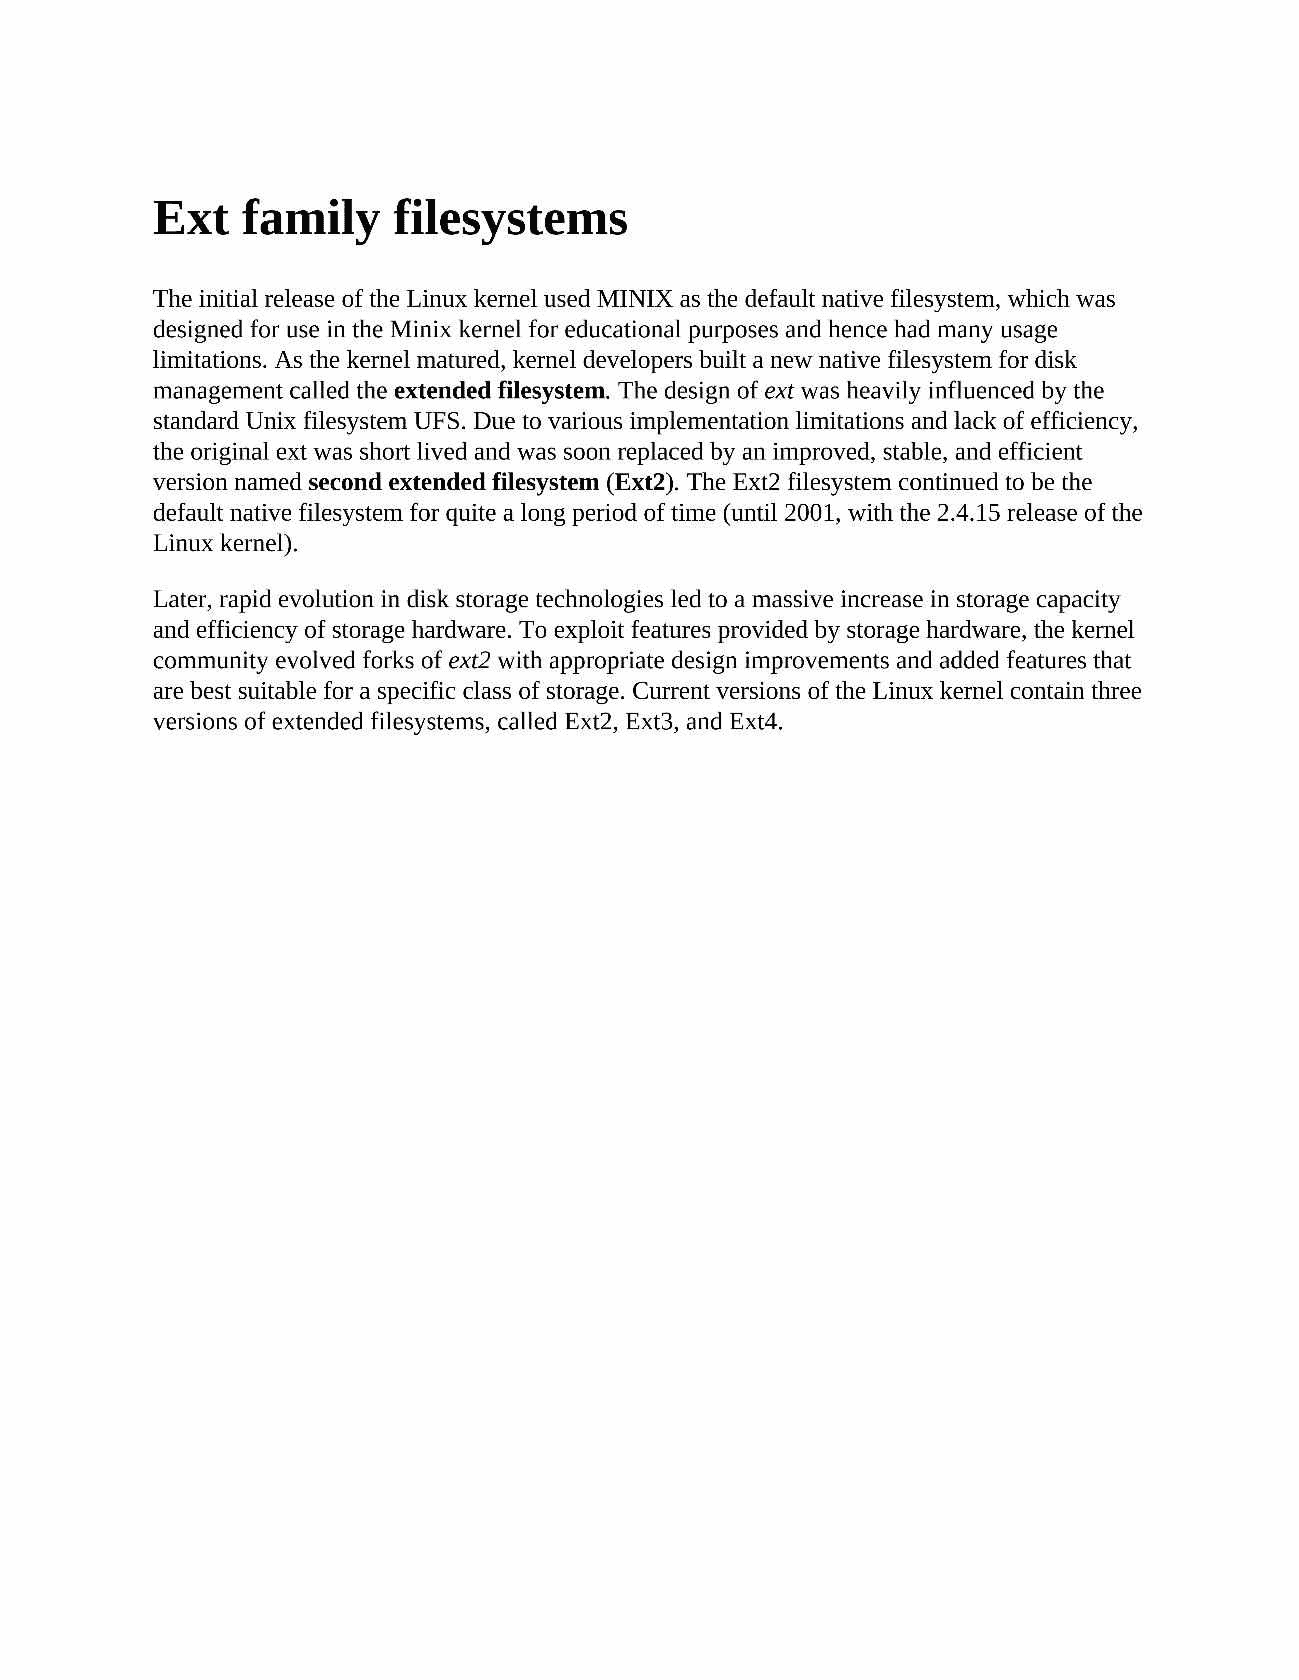 Ext family filesystems
The initial release of the Linux kernel used MINIX as the default native filesystem, which was
designed for use in the Minix kernel for educational purposes and hence had many usage
limitations. As the kernel matured, kernel developers built a new native filesystem for disk
management called the extended filesystem. The design of ext was heavily influenced by the
standard Unix filesystem UFS. Due to various implementation limitations and lack of efficiency,
the original ext was short lived and was soon replaced by an improved, stable, and efficient
version named second extended filesystem (Ext2). The Ext2 filesystem continued to be the
default native filesystem for quite a long period of time (until 2001, with the 2.4.15 release of the
Linux kernel).
Later, rapid evolution in disk storage technologies led to a massive increase in storage capacity
and efficiency of storage hardware. To exploit features provided by storage hardware, the kernel
community evolved forks of ext2 with appropriate design improvements and added features that
are best suitable for a specific class of storage. Current versions of the Linux kernel contain three
versions of extended filesystems, called Ext2, Ext3, and Ext4.